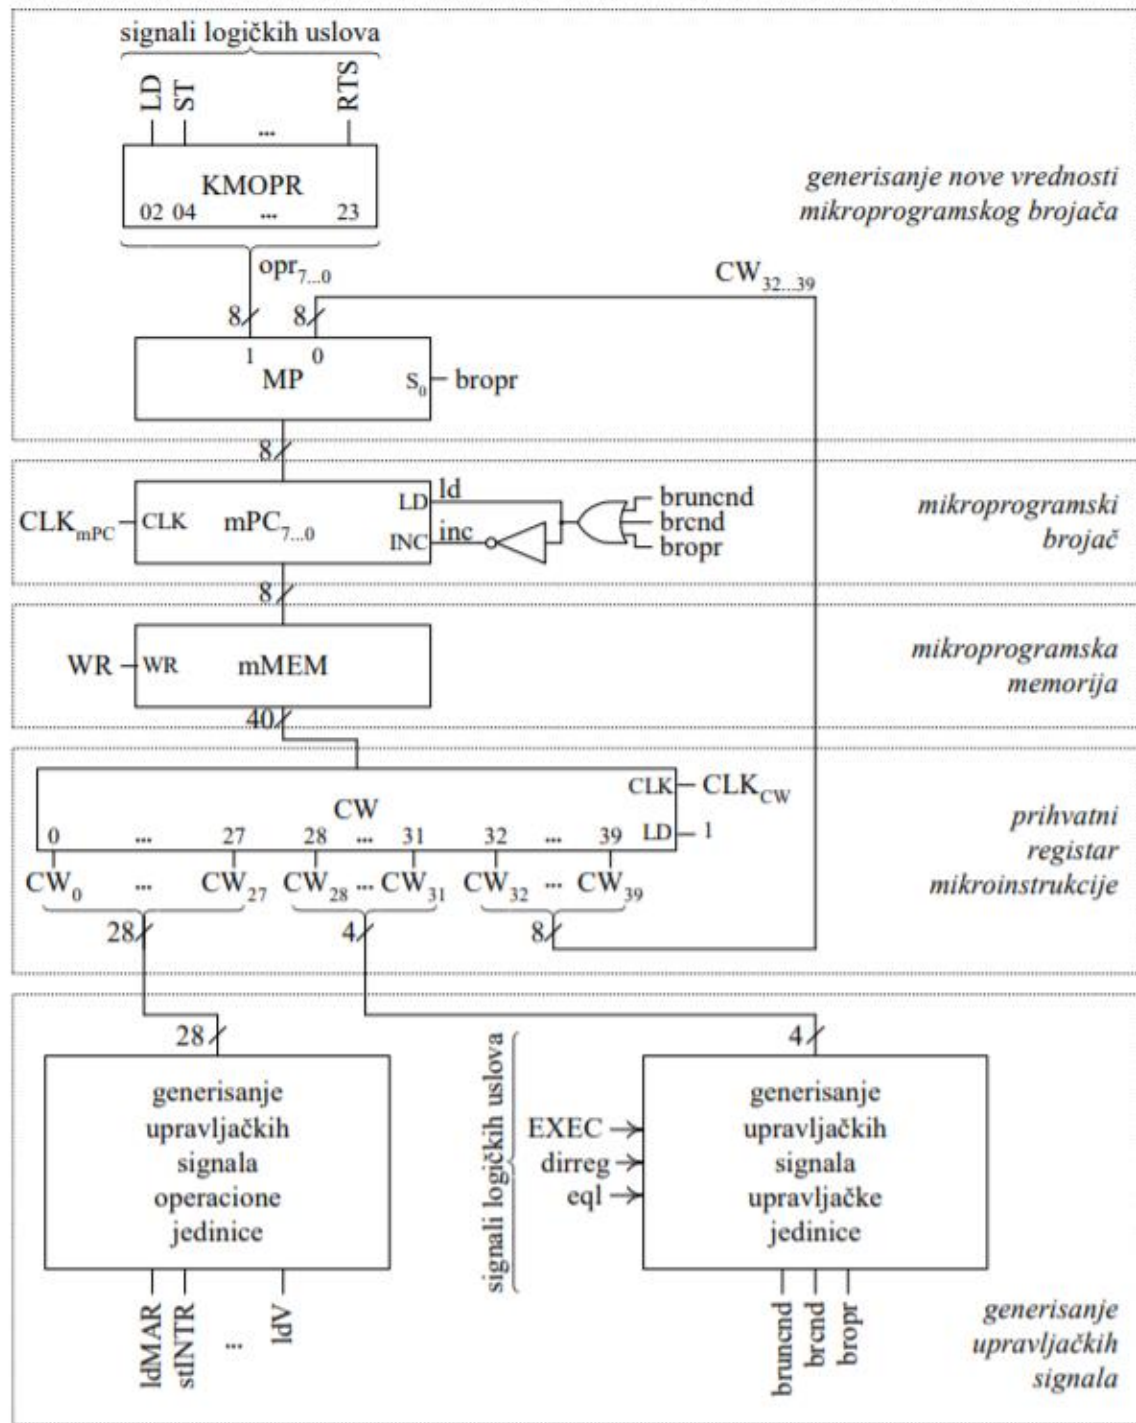 signali logičkih uslova
LD
ST
...
RTS
KMOPR
02 04 ... 23
generisanje nove vrednosti
mikroprogramskog brojača
opr7...0
CW32...39
8
8
1 0
MP
S0
bropr
8
CLKmPC
CLK
mPC7...0
LD
ld
INC
inc
bruncnd
brcnd
bropr
mikroprogramski
brojač
8
WR
WR
mMEM
mikroprogramska
memorija
40
CW
CLK
CLKCW
LD
1
0 ... 27 28 ... 31 32 ... 39
CW0 ... CW27 CW28 ... CW31 CW32 ... CW39
28
4
8
prihvatni
registar
mikroinstrukcije
28
generisanje
upravljačkih
signala
operacione
jedinice
ldMAR
stINTR
...
ldV
signali logičkih uslova
EXEC
dirreg
eql
4
generisanje
upravljačkih
signala
upravljačke
jedinice
bruncnd
brcnd
bropr
generisanje
upravljačkih
signala